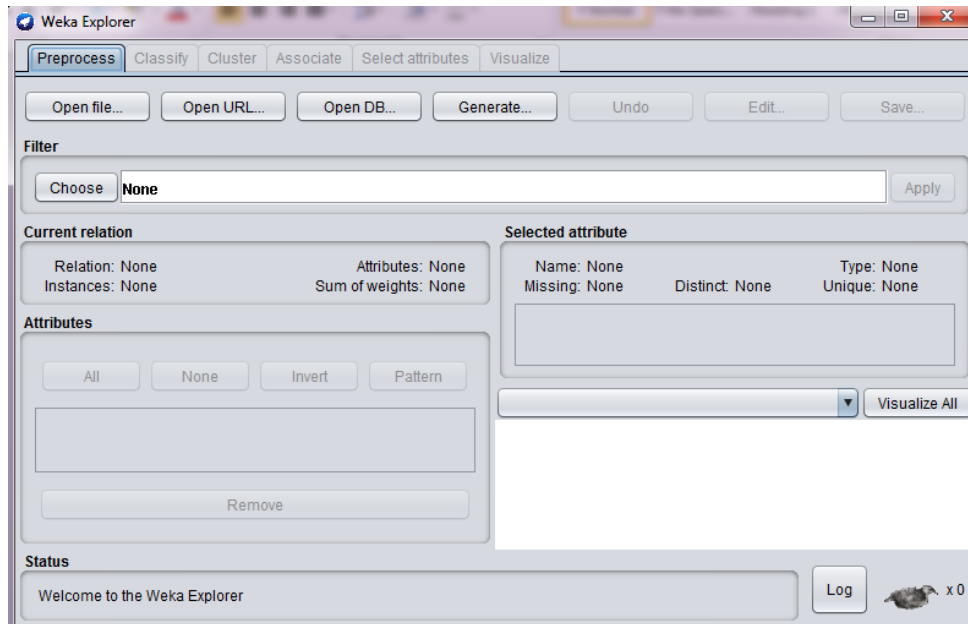 Weka Explorer
Preprocess Classify Cluster Associate Select attributes Visualize
Open file... Open URL... Open DB... Generate... Undo Edit... Save...
Filter
Choose None Apply
Current relation
Relation: None Attributes: None
Instances: None Sum of weights: None
Selected attribute
Name: None Type: None
Missing: None Distinct: None Unique: None
Attributes
All None Invert Pattern
Remove
Visualize All
Status
Welcome to the Weka Explorer
Log x 0